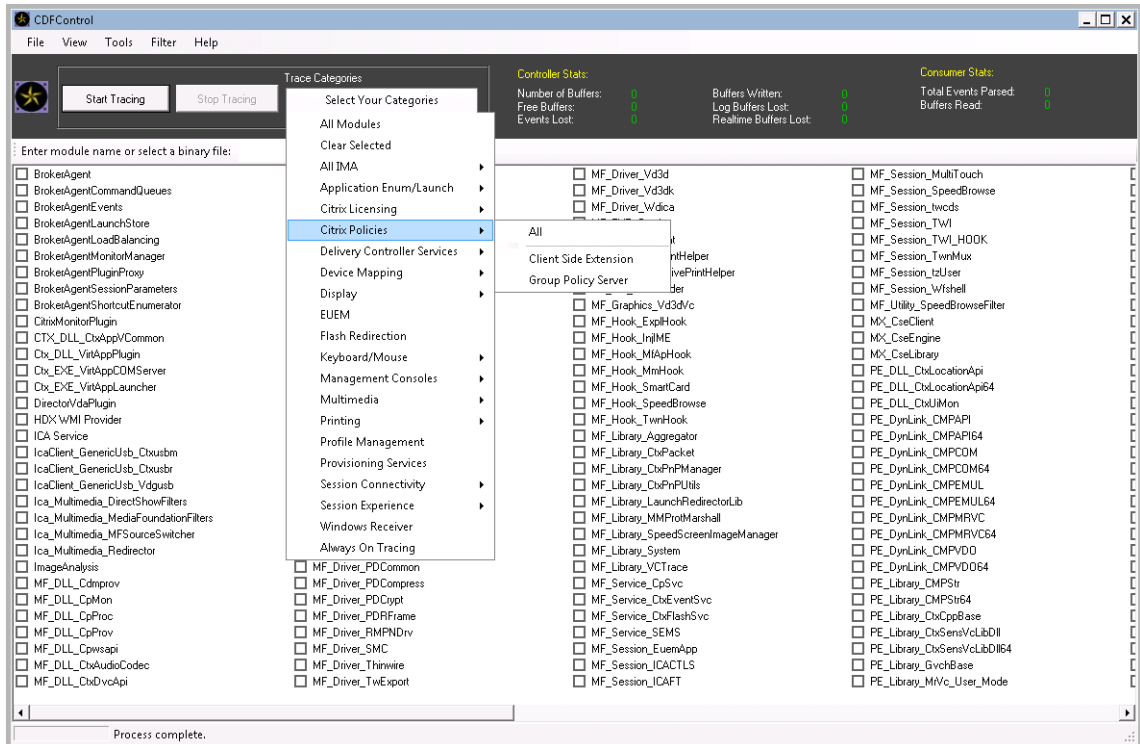 CDFControl
File View Tools Filter Help
Trace Categories
Start Tracing
Stop Tracing
Select Your Categories
Controller Stats:
Number of Buffers: 0
Free Buffers: 0
Events Lost: 0
Buffers Written: 0
Log Buffers Lost: 0
Realtime Buffers Lost: 0
Consumer Stats:
Total Events Parsed: 0
Buffers Read: 0
Enter module name or select a binary file:
All Modules
Clear Selected
All IMA
Application Enum/Launch
Citrix Licensing
Citrix Policies
Delivery Controller Services
Device Mapping
Display
EUEM
Flash Redirection
Keyboard/Mouse
Management Consoles
Multimedia
Printing
Profile Management
Provisioning Services
Session Connectivity
Session Experience
Windows Receiver
Always On Tracing
All
Client Side Extension
Group Policy Server
BrokerAgent
BrokerAgentCommandQueues
BrokerAgentEvents
BrokerAgentLaunchStore
BrokerAgentLoadBalancing
BrokerAgentMonitorManager
BrokerAgentPluginProxy
BrokerAgentSessionParameters
BrokerAgentShortcutEnumerator
CitrixMonitorPlugin
CTX_DLL_CtxAppVCommon
Ctx_DLL_VirtAppPlugin
Ctx_EXE_VirtAppCOMServer
Ctx_EXE_VirtAppLauncher
DirectorVdaPlugin
HDX WMI Provider
ICA Service
IcaClient_GenericUsb_Ctxusbm
IcaClient_GenericUsb_Ctxusbr
IcaClient_GenericUsb_Vdgusb
Ica_Multimedia_DirectShowFilters
Ica_Multimedia_MediaFoundationFilters
Ica_Multimedia_MFSourceSwitcher
Ica_Multimedia_Redirector
ImageAnalysis
MF_DLL_Cdmprov
MF_DLL_CpMon
MF_DLL_CpProc
MF_DLL_CpProv
MF_DLL_Cpwsapi
MF_DLL_CtxAudioCodec
MF_DLL_CtxDvcApi
MF_Driver_PDCommon
MF_Driver_PDCompress
MF_Driver_PDCrypt
MF_Driver_PDRFrame
MF_Driver_RMPNDrv
MF_Driver_SMC
MF_Driver_Thinwire
MF_Driver_TwExport
MF_Driver_Vd3d
MF_Driver_Vd3dk
MF_Driver_Wdica
ntHelper
ivePrintHelper
der
MF_Graphics_Vd3dVc
MF_Hook_ExplHook
MF_Hook_InjIME
MF_Hook_MfApHook
MF_Hook_MmHook
MF_Hook_SmartCard
MF_Hook_SpeedBrowse
MF_Hook_TwnHook
MF_Library_Aggregator
MF_Library_CtxPacket
MF_Library_CtxPnPManager
MF_Library_CtxPnPUtils
MF_Library_LaunchRedirectorLib
MF_Library_MMProtMarshall
MF_Library_SpeedScreenImageManager
MF_Library_System
MF_Library_VCTrace
MF_Service_CpSvc
MF_Service_CtxEventSvc
MF_Service_CtxFlashSvc
MF_Service_SEMS
MF_Session_EuemApp
MF_Session_ICACTLS
MF_Session_ICAFT
MF_Session_MultiTouch
MF_Session_SpeedBrowse
MF_Session_twcds
MF_Session_TWI
MF_Session_TWI_HOOK
MF_Session_TwnMux
MF_Session_tzUser
MF_Session_Wfshell
MF_Utility_SpeedBrowseFilter
MX_CseClient
MX_CseEngine
MX_CseLibrary
PE_DLL_CtxLocationApi
PE_DLL_CtxLocationApi64
PE_DLL_CtxUiMon
PE_DynLink_CMPAPI
PE_DynLink_CMPAPI64
PE_DynLink_CMPCOM
PE_DynLink_CMPCOM64
PE_DynLink_CMPEMUL
PE_DynLink_CMPEMUL64
PE_DynLink_CMPMRVC
PE_DynLink_CMPMRVC64
PE_DynLink_CMPVDO
PE_DynLink_CMPVDO64
PE_Library_CMPStr
PE_Library_CMPStr64
PE_Library_CtxCppBase
PE_Library_CtxSensVcLibDll
PE_Library_CtxSensVcLibDll64
PE_Library_GvchBase
PE_Library_MrVc_User_Mode
Process complete.